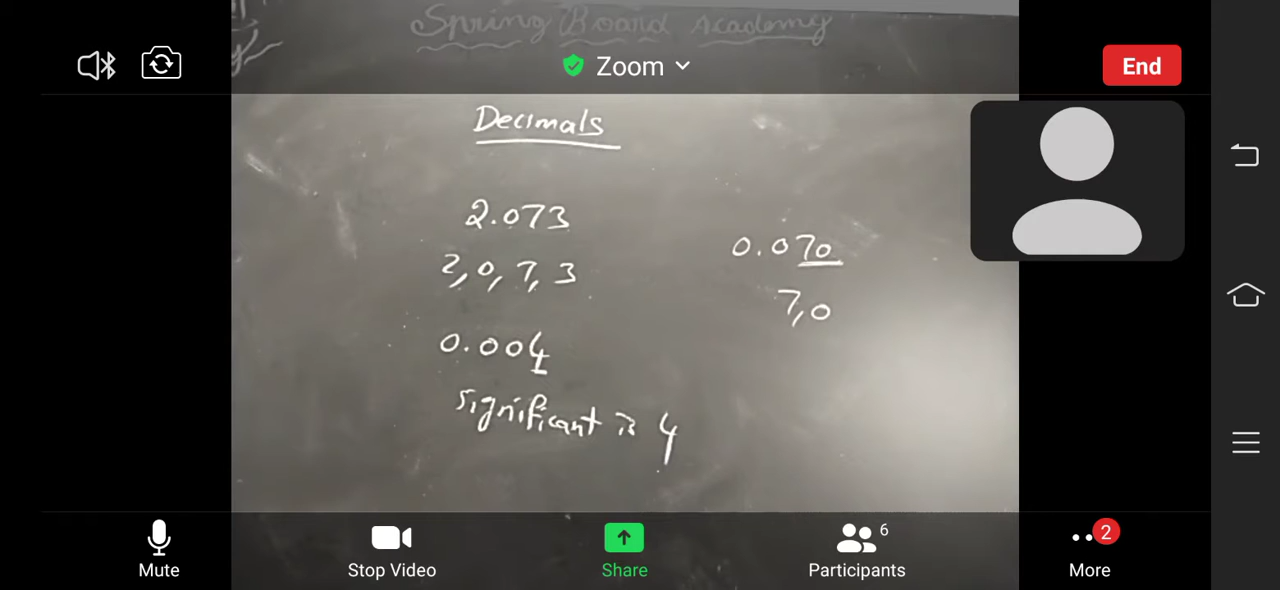 Spring Board Academy
Zoom
End
Decimals
2.073
2, 0, 7, 3
0.004
significant is 4
0.070
7, 0
Mute
Stop Video
Share
6
Participants
2
More